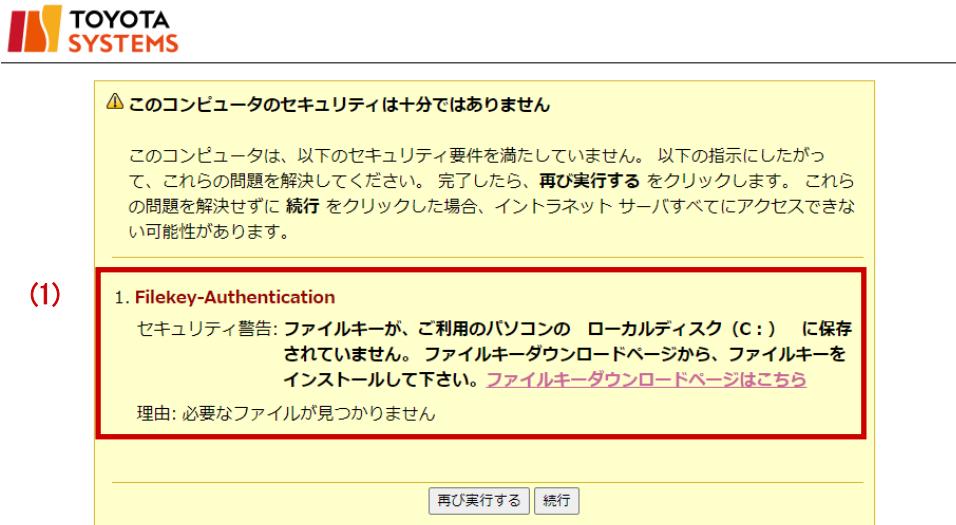 TOYOTA
SYSTEMS
このコンピュータのセキュリティは十分ではありません
このコンピュータは、以下のセキュリティ要件を満たしていません。 以下の指示にしたがっ
て、これらの問題を解決してください。 完了したら、再び実行する をクリックします。 これら
の問題を解決せずに 続行 をクリックした場合、イントラネット サーバすべてにアクセスできな
い可能性があります。
(1)
1. Filekey-Authentication
セキュリティ警告: ファイルキーが、ご利用のパソコンの　ローカルディスク（C：）　に保存
されていません。 ファイルキーダウンロードページから、ファイルキーを
インストールして下さい。ファイルキーダウンロードページはこちら
理由: 必要なファイルが見つかりません
再び実行する 続行